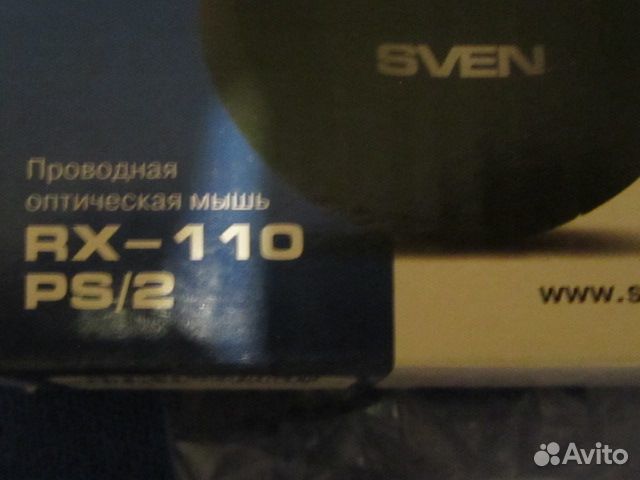 SVEN
Проводная
оптическая мышь
RX-110
PS/2
www.s
Avito